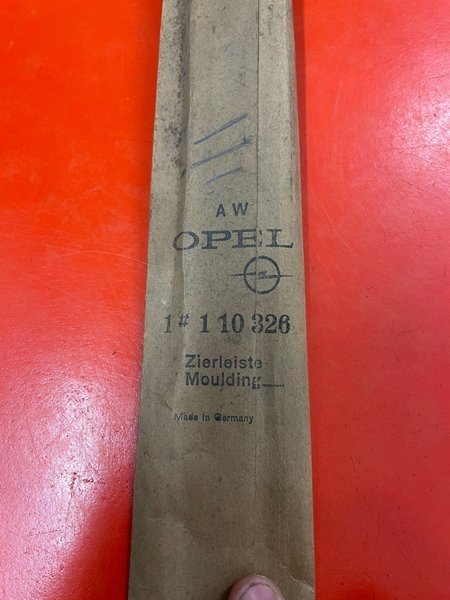 AW
OPEL
1# 1 10 326
Zierleiste
Moulding
Made in Germany